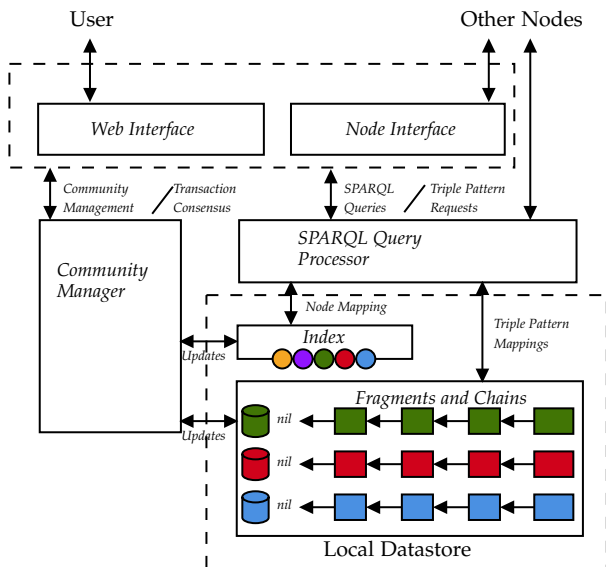 User
Other Nodes
Web Interface
Node Interface
Community
Management
Transaction
Consensus
SPARQL
Queries
Triple Pattern
Requests
Community
Manager
SPARQL Query
Processor
Node Mapping
Index
Triple Pattern
Mappings
Updates
Fragments and Chains
nil
Updates
nil
nil
Local Datastore